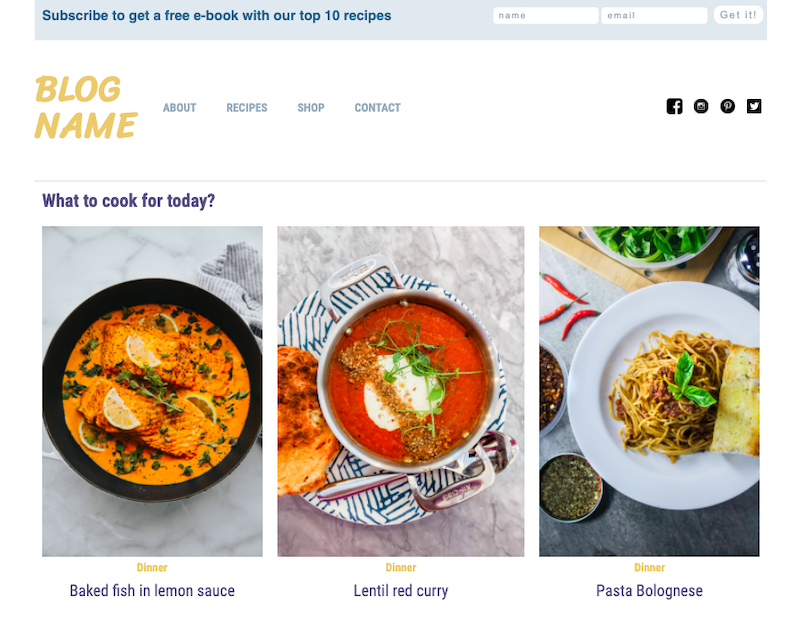 Subscribe to get a free e-book with our top 10 recipes
name
email
Get it!
BLOG
NAME
ABOUT
RECIPES
SHOP
CONTACT
What to cook for today?
Dinner
Dinner
Dinner
Baked fish in lemon sauce
Lentil red curry
Pasta Bolognese